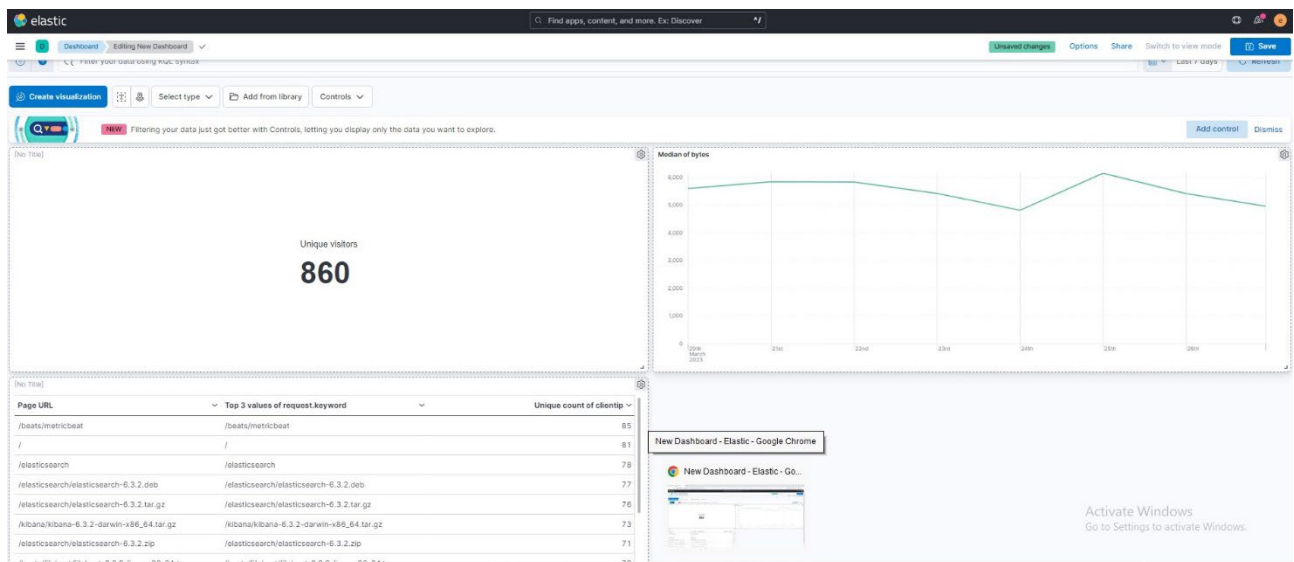 elastic
Find apps, content, and more. Ex: Discover
^/
e
D
Dashboard
Editing New Dashboard
Unsaved changes
Options
Share
Switch to view mode
Save
Filter your data using KQL syntax
Last 7 days
Refresh
Create visualization
Select type
Add from library
Controls
NEW Filtering your data just got better with Controls, letting you display only the data you want to explore.
Add control
Dismiss
[No Title]
Unique visitors
860
Median of bytes
6,000
5,000
4,000
3,000
2,000
1,000
0
20th
March
2023
21st
22nd
23rd
24th
25th
26th
[No Title]
Page URL
Top 3 values of request.keyword
Unique count of clientip
/beats/metricbeat /beats/metricbeat 85
/ / 81
/elasticsearch /elasticsearch 78
/elasticsearch/elasticsearch-6.3.2.deb /elasticsearch/elasticsearch-6.3.2.deb 77
/elasticsearch/elasticsearch-6.3.2.tar.gz /elasticsearch/elasticsearch-6.3.2.tar.gz 76
/kibana/kibana-6.3.2-darwin-x86_64.tar.gz /kibana/kibana-6.3.2-darwin-x86_64.tar.gz 73
/elasticsearch/elasticsearch-6.3.2.zip /elasticsearch/elasticsearch-6.3.2.zip 71
New Dashboard - Elastic - Google Chrome
New Dashboard - Elastic - Go...
Activate Windows
Go to Settings to activate Windows.